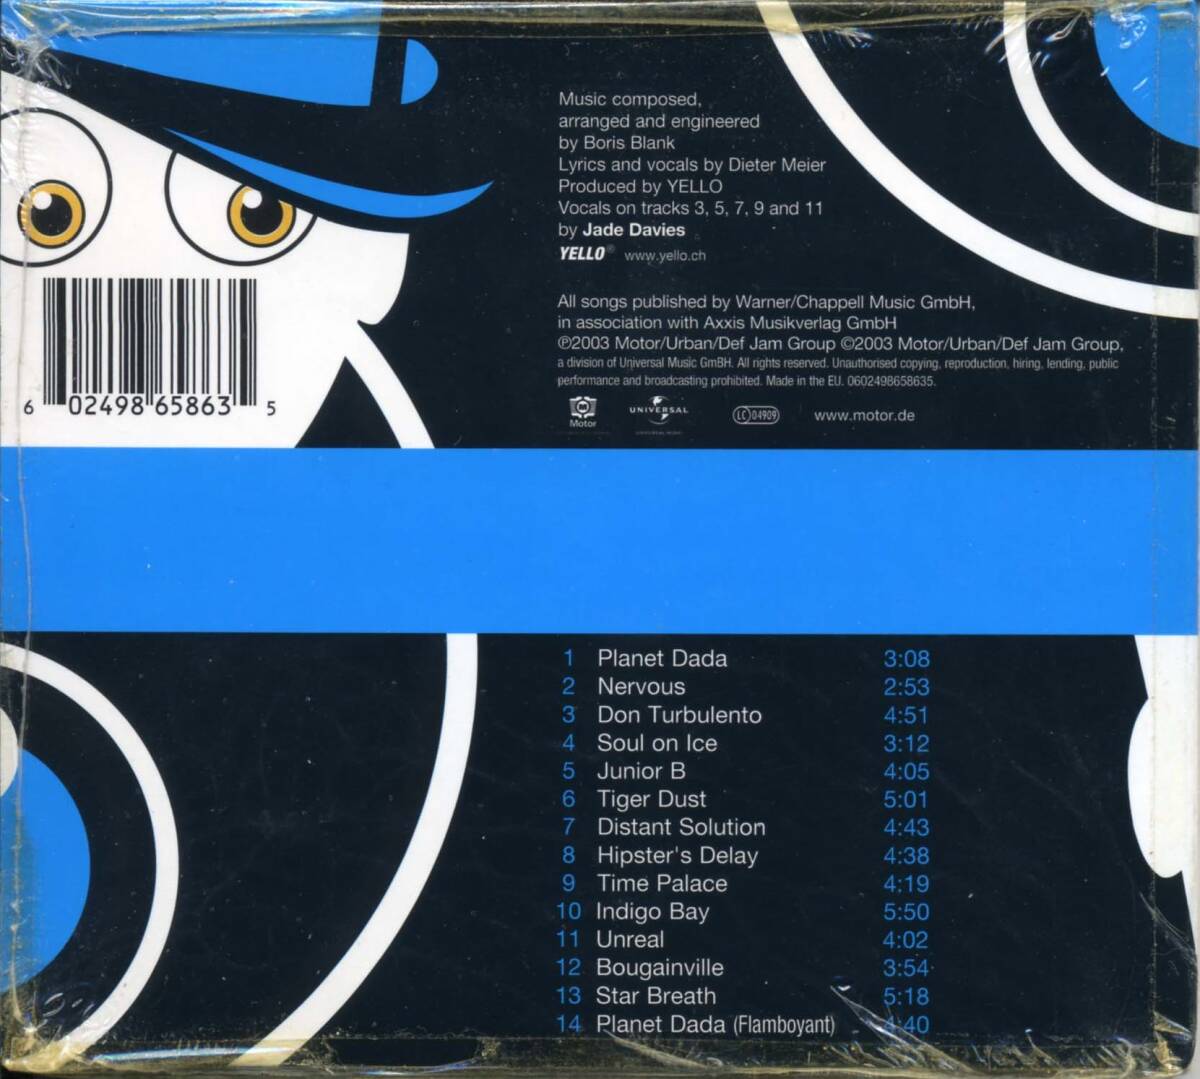 Music composed,
arranged and engineered
by Boris Blank
Lyrics and vocals by Dieter Meier
Produced by YELLO
Vocals on tracks 3, 5, 7, 9 and 11
by Jade Davies
YELLO® www.yello.ch
All songs published by Warner/Chappell Music GmbH,
in association with Axxis Musikverlag GmbH
℗2003 Motor/Urban/Def Jam Group ©2003 Motor/Urban/Def Jam Group,
a division of Universal Music GmBH. All rights reserved. Unauthorised copying, reproduction, hiring, lending, public
performance and broadcasting prohibited. Made in the EU. 0602498658635.
Motor UNIVERSAL LC 04909 www.motor.de
UNIVERSAL MUSIC
6 02498 65863 5
1 Planet Dada 3:08
2 Nervous 2:53
3 Don Turbulento 4:51
4 Soul on Ice 3:12
5 Junior B 4:05
6 Tiger Dust 5:01
7 Distant Solution 4:43
8 Hipster's Delay 4:38
9 Time Palace 4:19
10 Indigo Bay 5:50
11 Unreal 4:02
12 Bougainville 3:54
13 Star Breath 5:18
14 Planet Dada (Flamboyant) 4:40